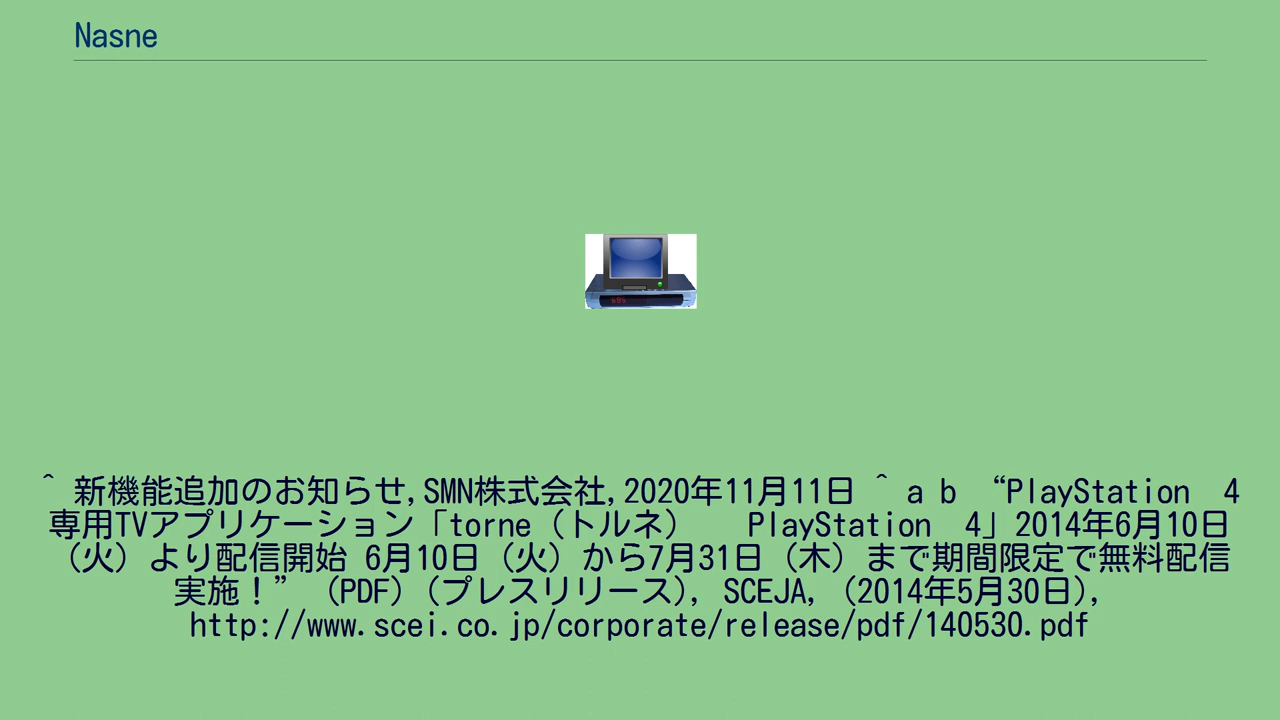 Nasne
^ 新機能追加のお知らせ,SMN株式会社,2020年11月11日 ^ a b “PlayStation 4
専用TVアプリケーション「torne（トルネ） PlayStation 4」2014年6月10日
（火）より配信開始 6月10日（火）から7月31日（木）まで期間限定で無料配信
実施！” (PDF) (プレスリリース), SCEJA, (2014年5月30日),
http://www.scei.co.jp/corporate/release/pdf/140530.pdf